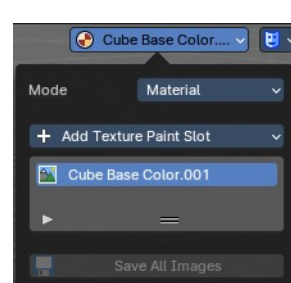 Cube Base Color....
Mode Material
Add Texture Paint Slot
Cube Base Color.001
Save All Images